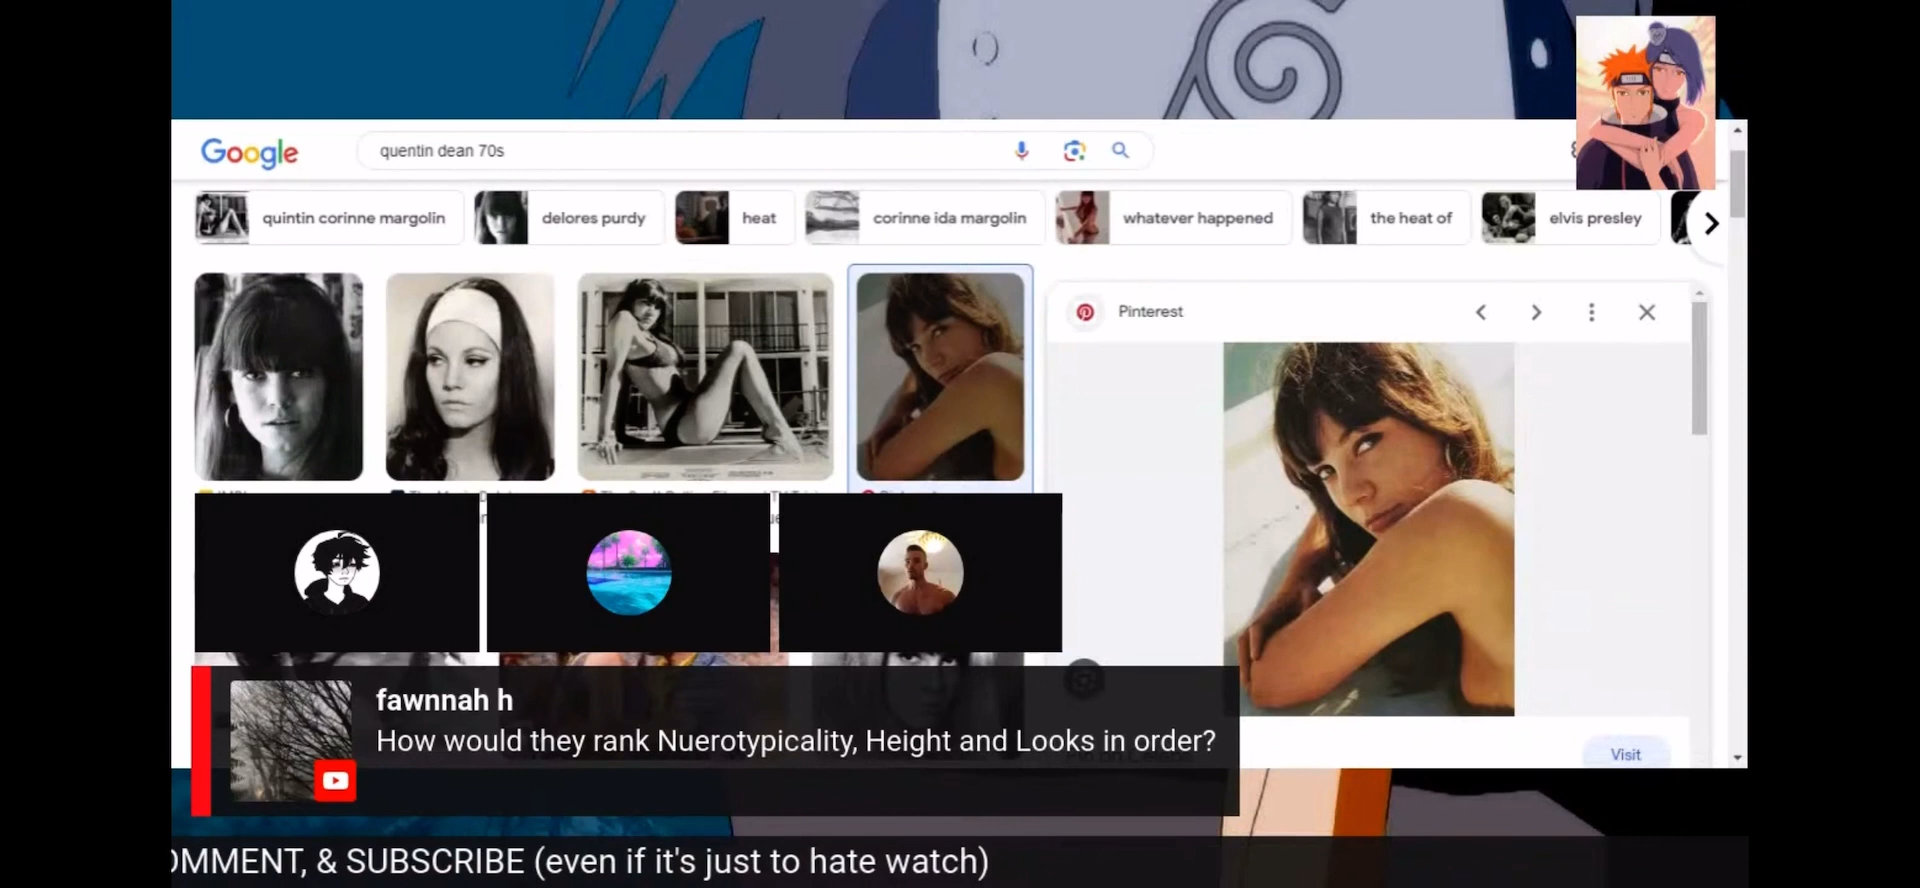 Google
quentin dean 70s
quintin corinne margolin
delores purdy
heat
corinne ida margolin
whatever happened
the heat of
elvis presley
Pinterest
fawnnah h
How would they rank Nuerotypicality, Height and Looks in order?
Visit
OMMENT, & SUBSCRIBE (even if it's just to hate watch)